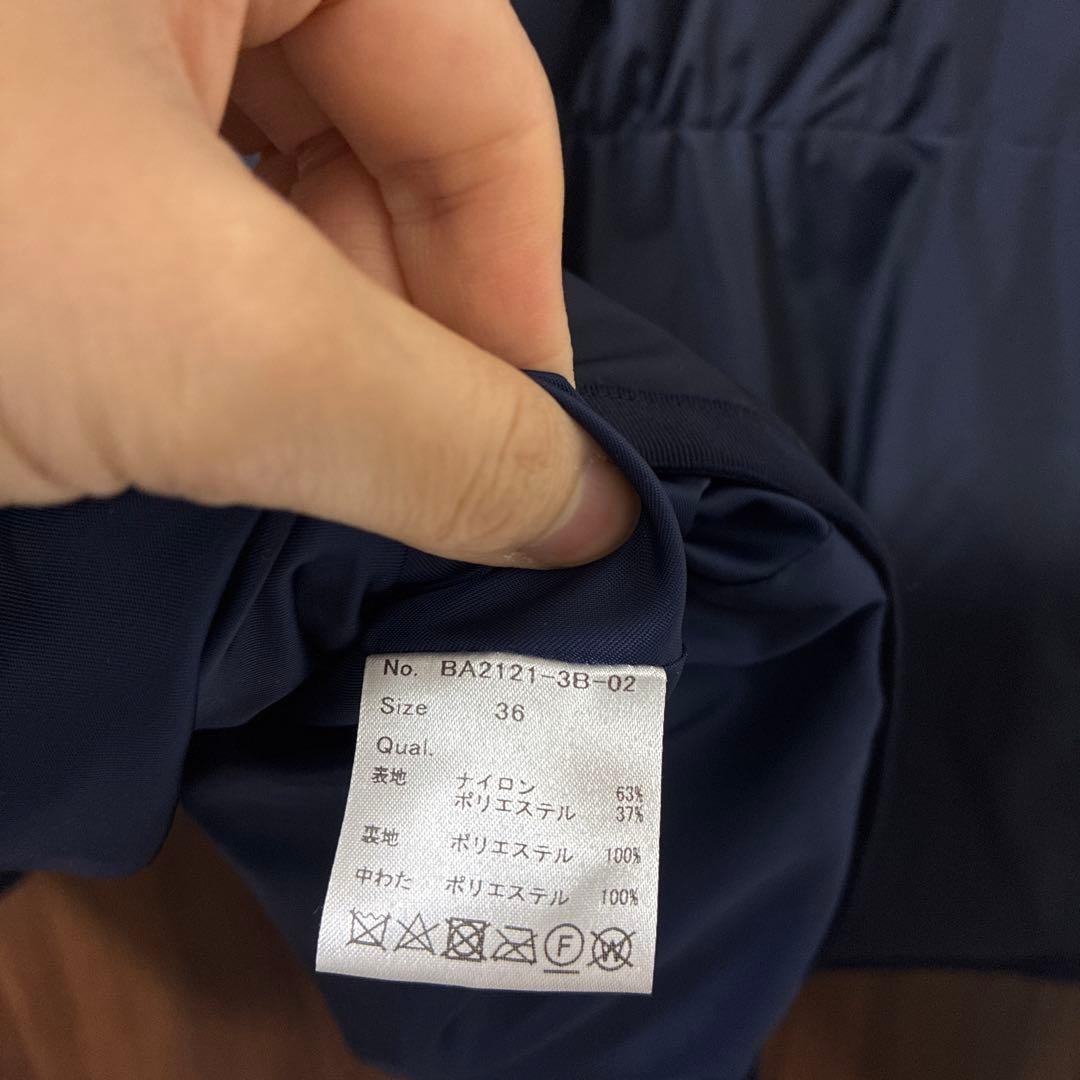 No. BA2121-3B-02
Size 36
Qual.
表地 ナイロン 63%
ポリエステル 37%
裏地 ポリエステル 100%
中わた ポリエステル 100%
F W